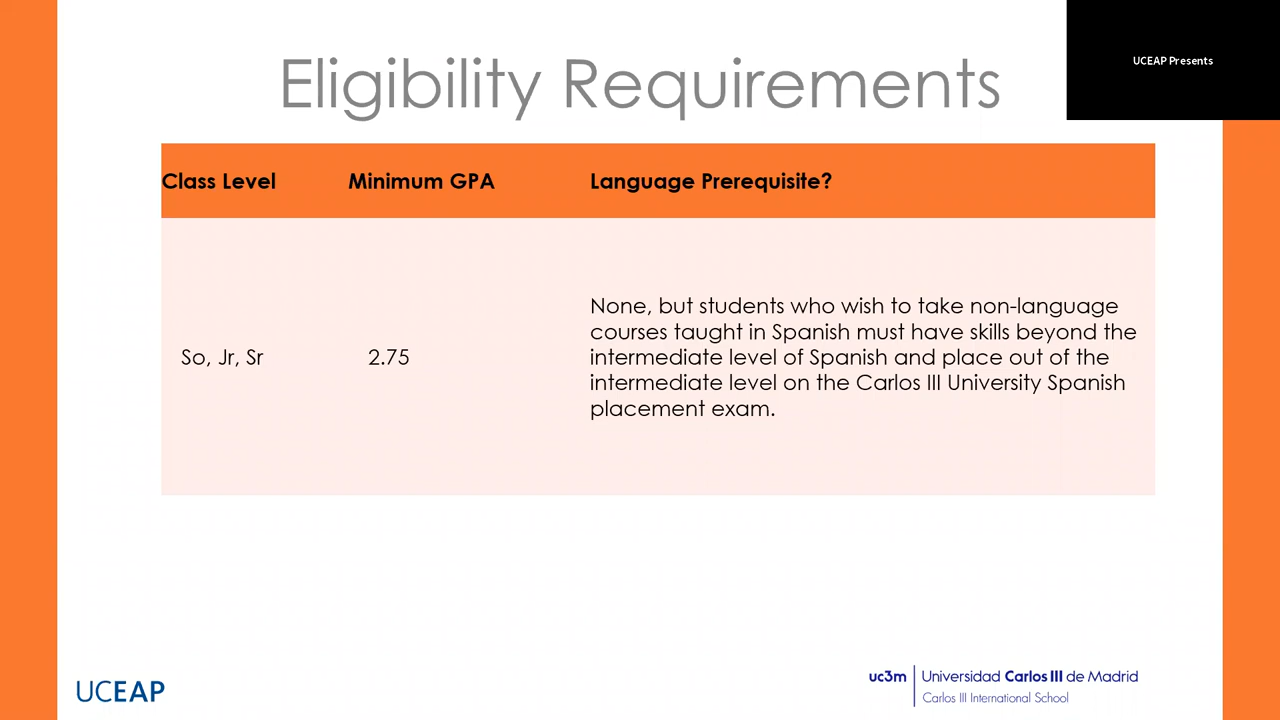 Eligibility Requirements
UCEAP Presents
Class Level Minimum GPA Language Prerequisite?
So, Jr, Sr 2.75
None, but students who wish to take non-language
courses taught in Spanish must have skills beyond the
intermediate level of Spanish and place out of the
intermediate level on the Carlos III University Spanish
placement exam.
UCEAP
uc3m Universidad Carlos III de Madrid
Carlos III International School